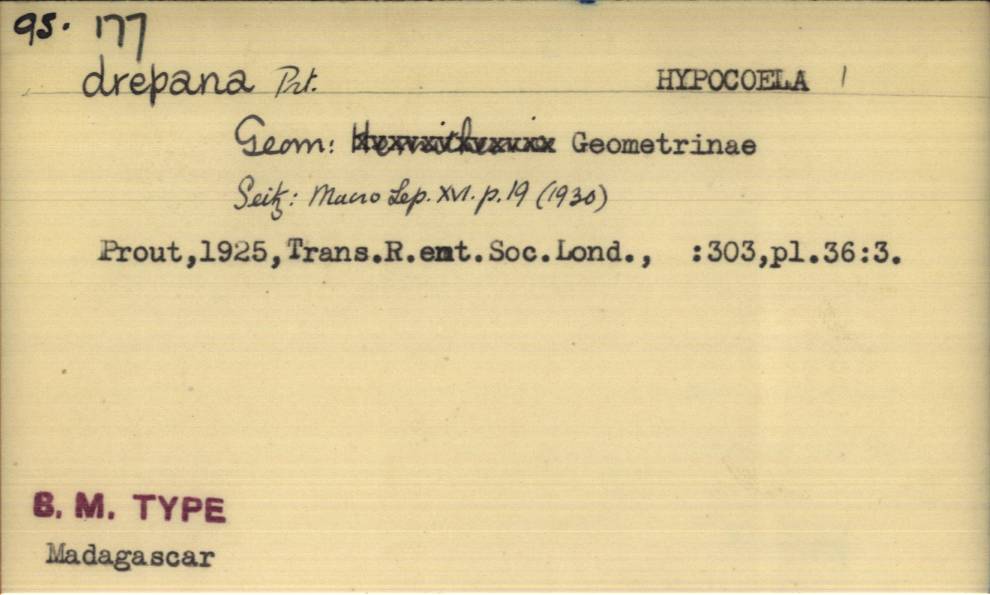 95. 177
drepana Prt. HYPOCOELA 1
Geom: Geometrinae
Seitz: Macro Lep. XVI. p. 19 (1930)
Prout,1925,Trans.R.ent.Soc.Lond., :303,pl.36:3.
B. M. TYPE
Madagascar